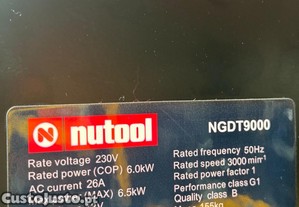 nutool
NGDT9000
Rate voltage 230V
Rated power (COP) 6.0kW
AC current 26A
(MAX) 6.5kW
Rated frequency 50Hz
Rated speed 3000 min⁻¹
Rated power factor 1
Performance class G1
Quality class B
155kg
CustoJusto.pt